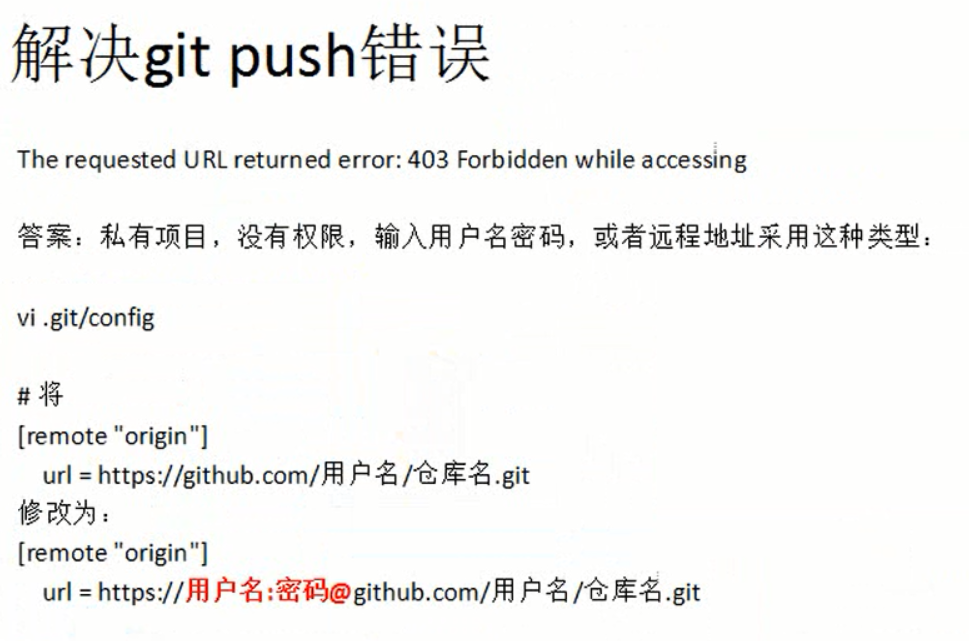 解决git push错误
The requested URL returned error: 403 Forbidden while accessing
答案：私有项目，没有权限，输入用户名密码，或者远程地址采用这种类型：
vi .git/config
# 将
[remote "origin"]
url = https://github.com/用户名/仓库名.git
修改为：
[remote "origin"]
url = https://用户名:密码@github.com/用户名/仓库名.git